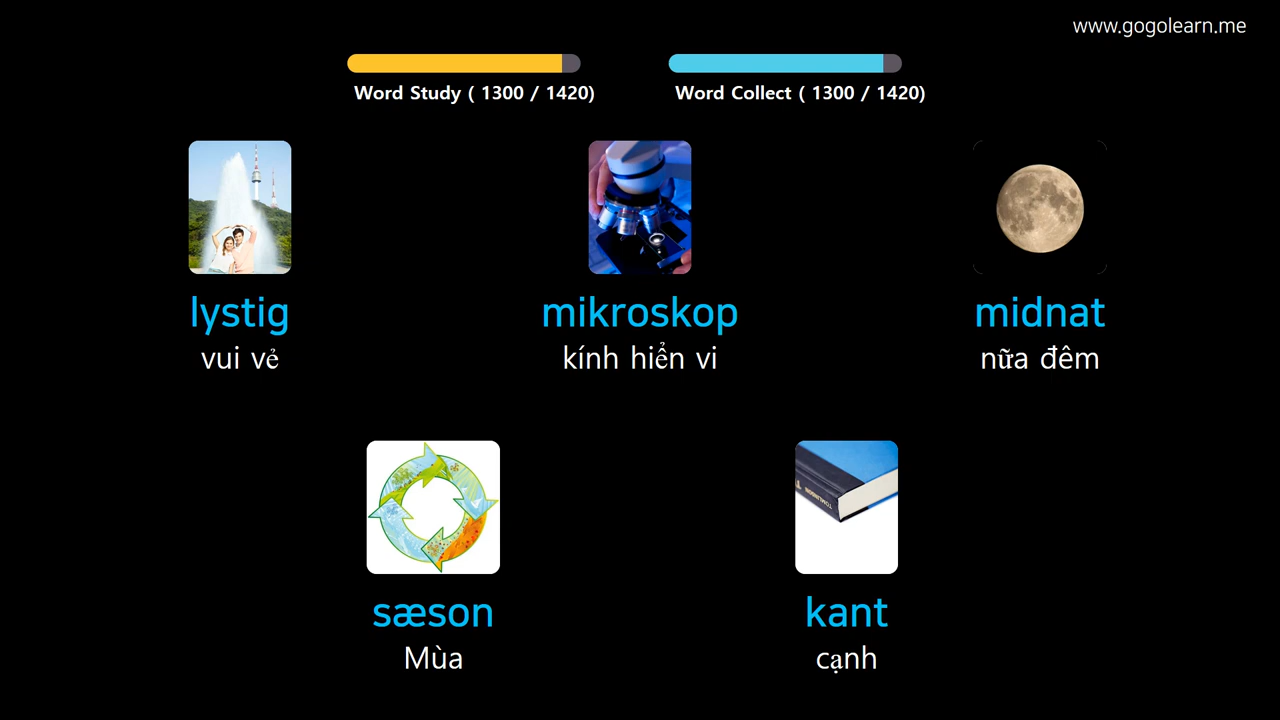 www.gogolearn.me
Word Study ( 1300 / 1420)
Word Collect ( 1300 / 1420)
lystig
vui vẻ
mikroskop
kính hiển vi
midnat
nữa đêm
sæson
Mùa
TOMLINSON
kant
cạnh